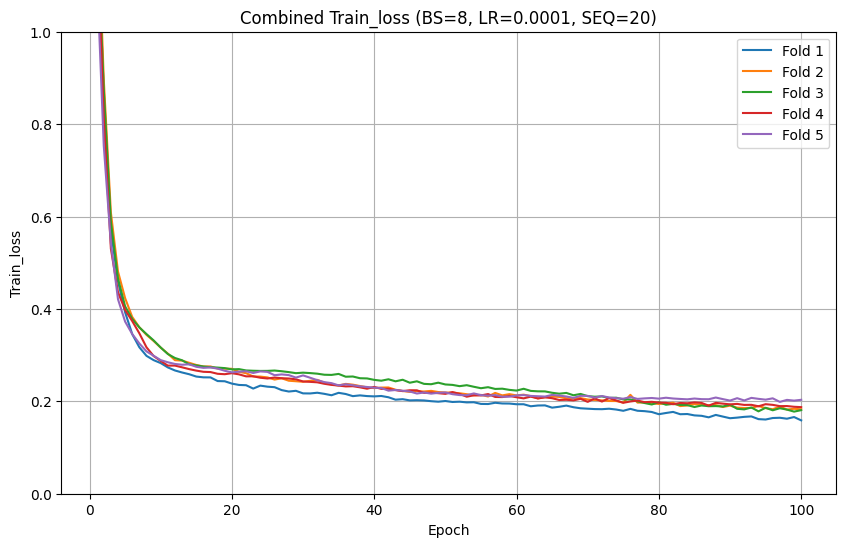 Combined Train_loss (BS=8, LR=0.0001, SEQ=20)
1.0
0.8
0.6
0.4
0.2
0.0
Train_loss
Fold 1
Fold 2
Fold 3
Fold 4
Fold 5
0 20 40 60 80 100
Epoch